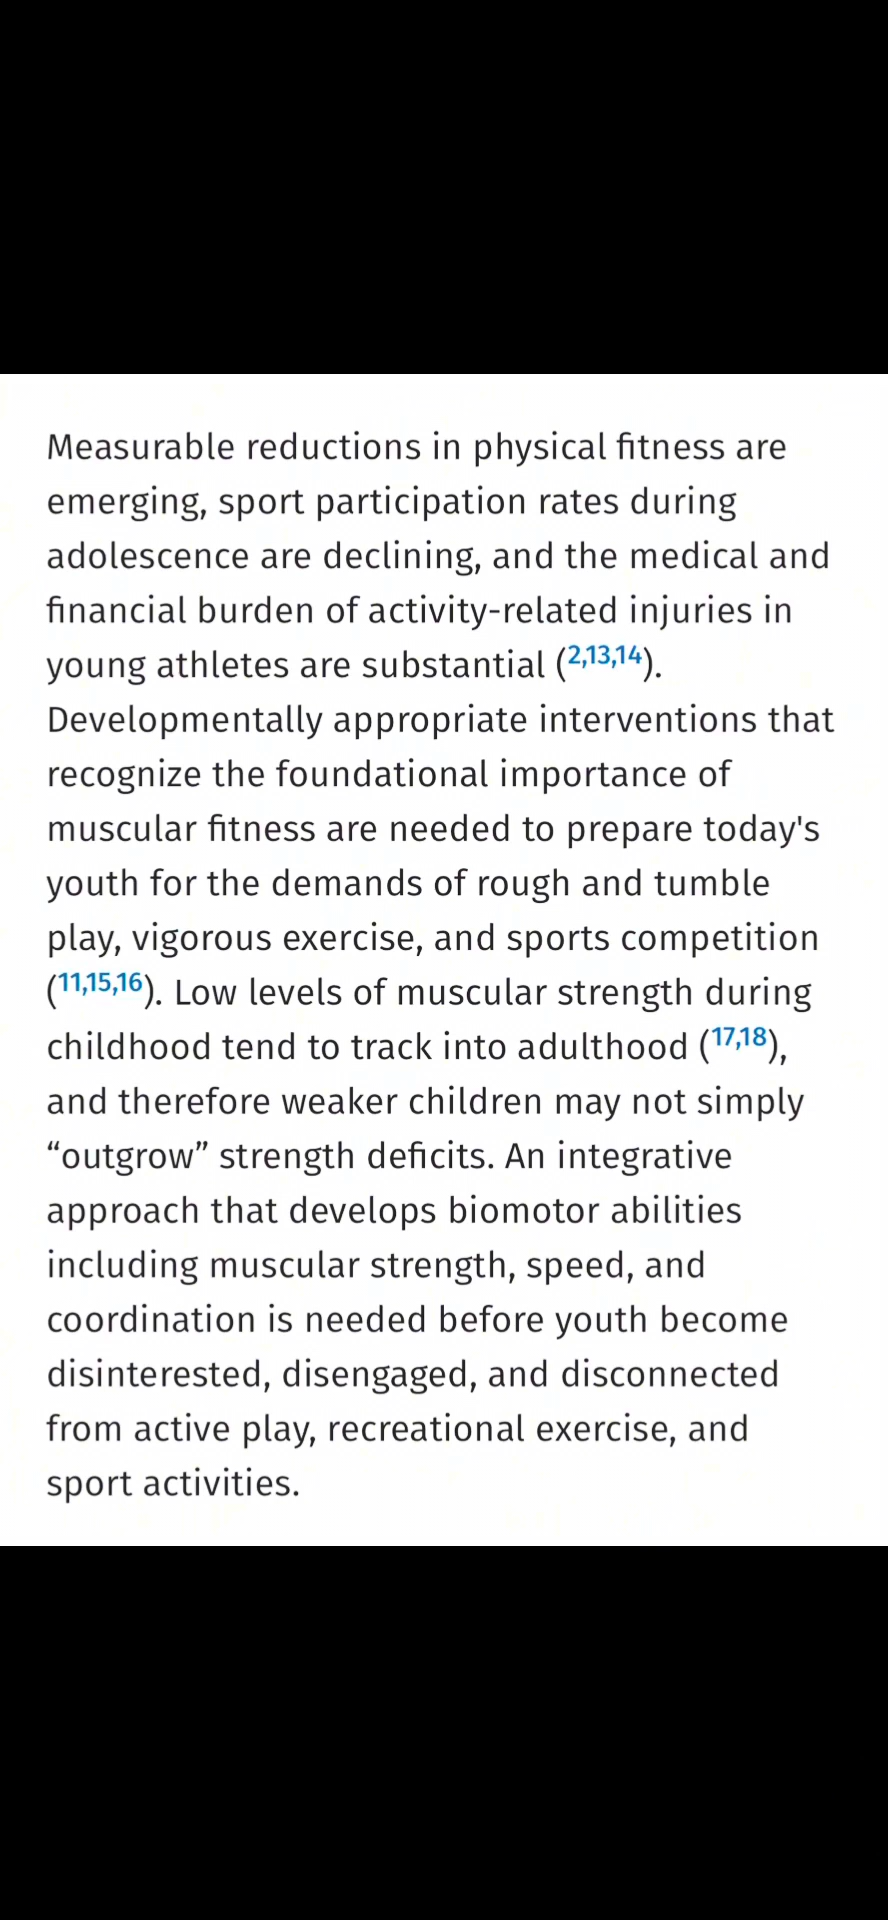 Measurable reductions in physical fitness are
emerging, sport participation rates during
adolescence are declining, and the medical and
financial burden of activity-related injuries in
young athletes are substantial (2,13,14).
Developmentally appropriate interventions that
recognize the foundational importance of
muscular fitness are needed to prepare today's
youth for the demands of rough and tumble
play, vigorous exercise, and sports competition
(11,15,16). Low levels of muscular strength during
childhood tend to track into adulthood (17,18),
and therefore weaker children may not simply
“outgrow” strength deficits. An integrative
approach that develops biomotor abilities
including muscular strength, speed, and
coordination is needed before youth become
disinterested, disengaged, and disconnected
from active play, recreational exercise, and
sport activities.